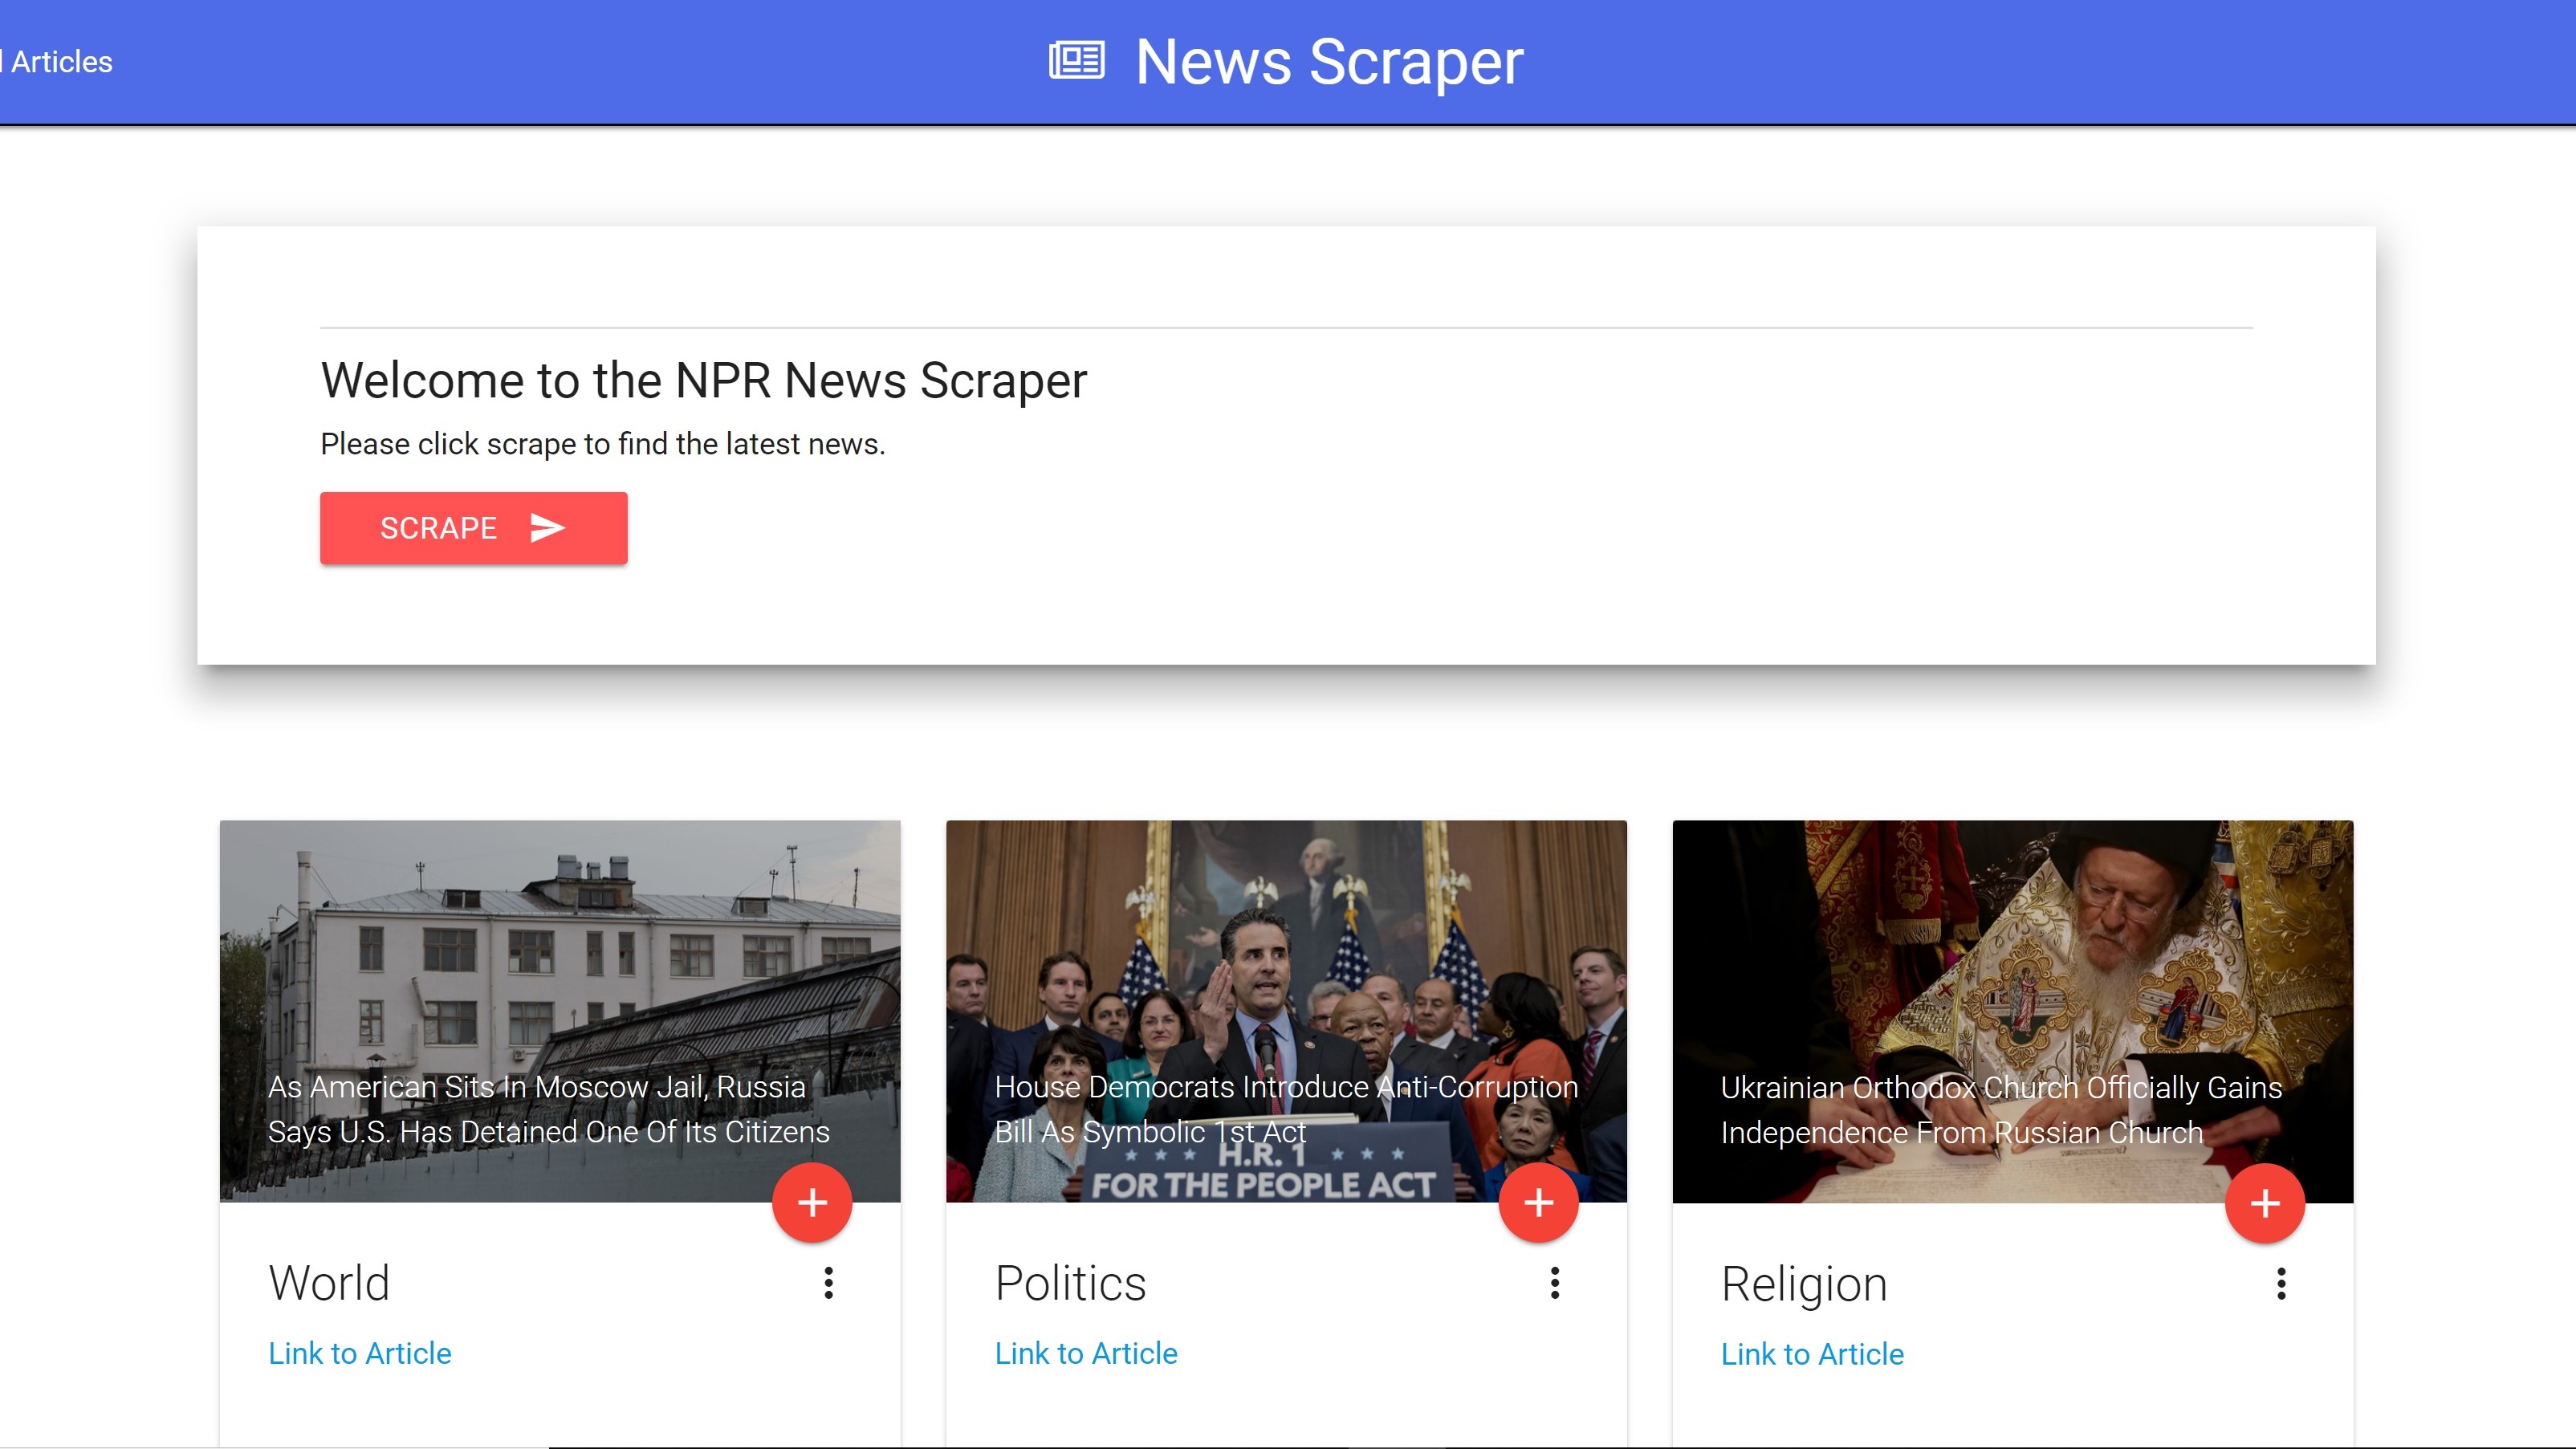 Articles
News Scraper
Welcome to the NPR News Scraper
Please click scrape to find the latest news.
SCRAPE
As American Sits In Moscow Jail, Russia
Says U.S. Has Detained One Of Its Citizens
House Democrats Introduce Anti-Corruption
Bill As Symbolic 1st Act
H.R. 1
FOR THE PEOPLE ACT
Ukrainian Orthodox Church Officially Gains
Independence From Russian Church
World
Link to Article
Politics
Link to Article
Religion
Link to Article